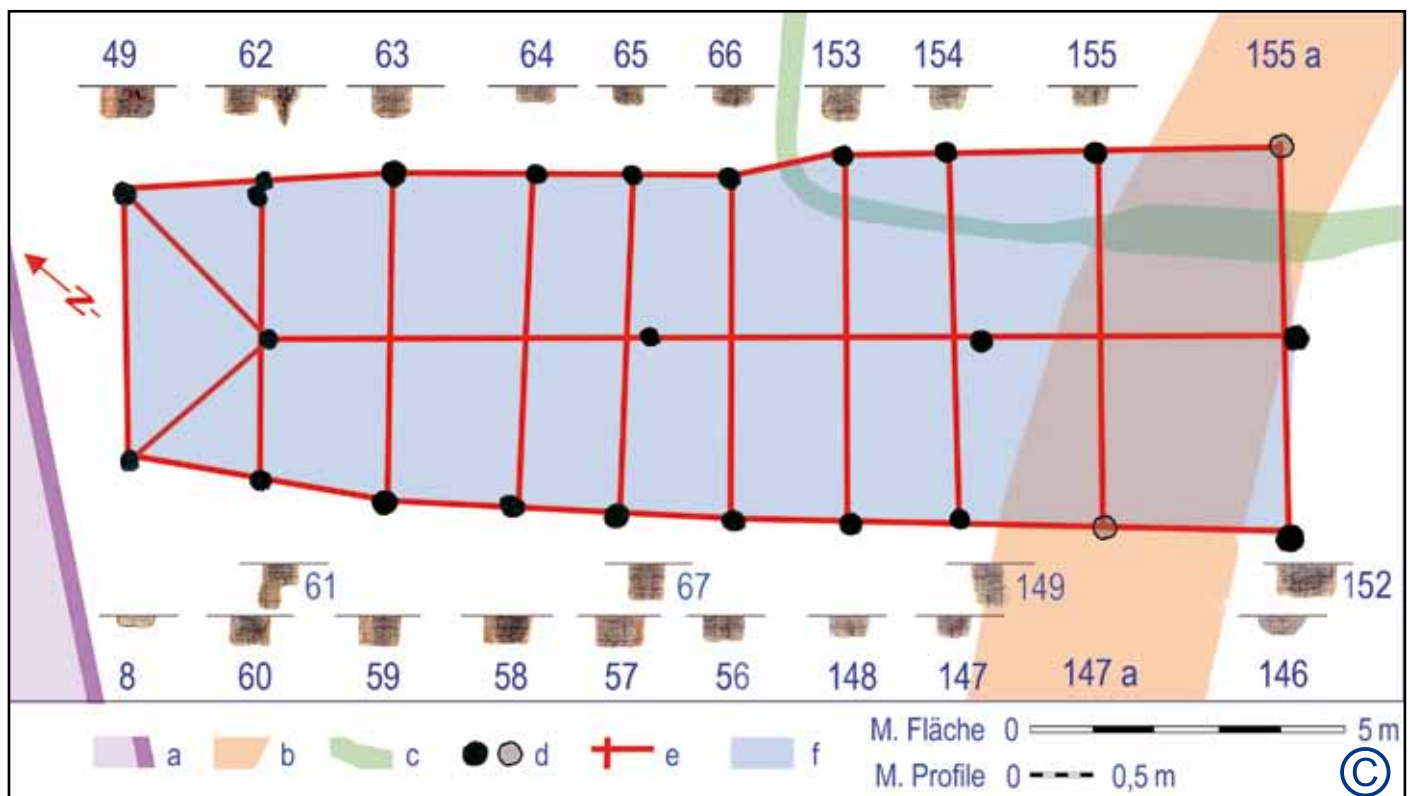 49 62 63 64 65 66 153 154 155 155 a
N
61 67 149 152
8 60 59 58 57 56 148 147 147 a 146
a b c d e f
M. Fläche 0 5 m
M. Profile 0 0,5 m
©